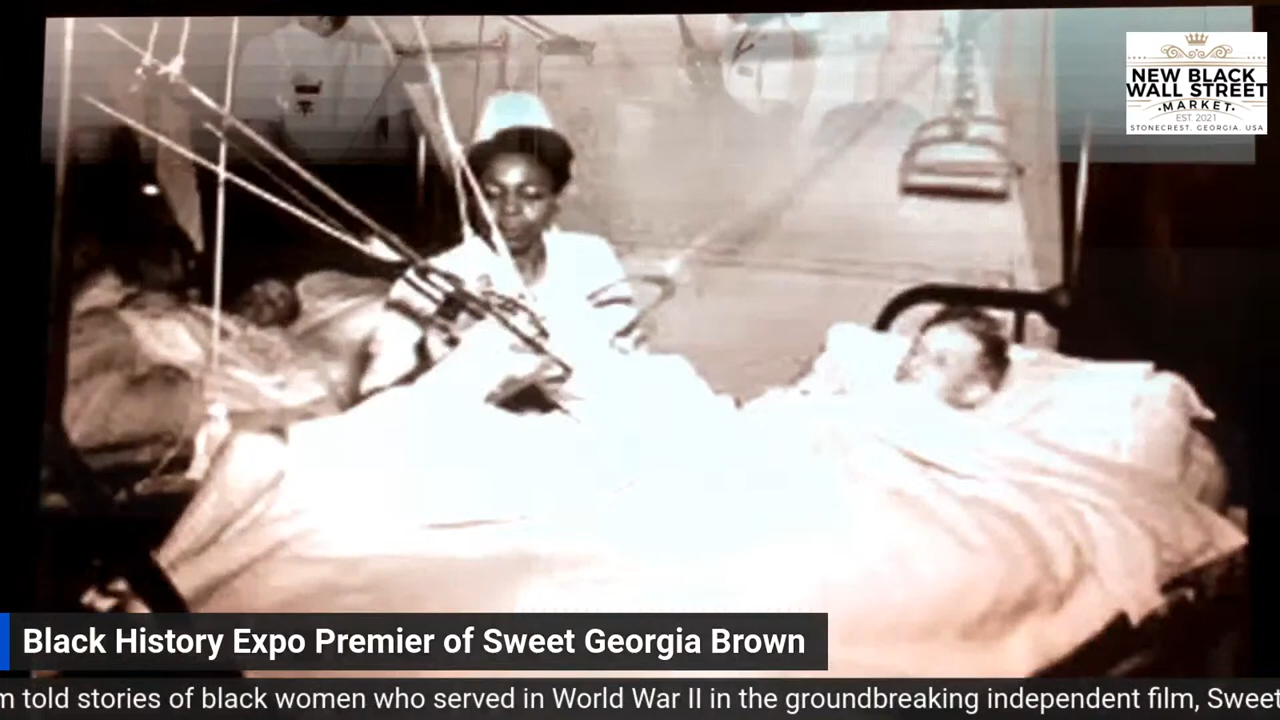 NEW BLACK
WALL STREET
MARKET
EST. 2021
STONECREST, GEORGIA, USA
Black History Expo Premier of Sweet Georgia Brown
m told stories of black women who served in World War II in the groundbreaking independent film, Sweet